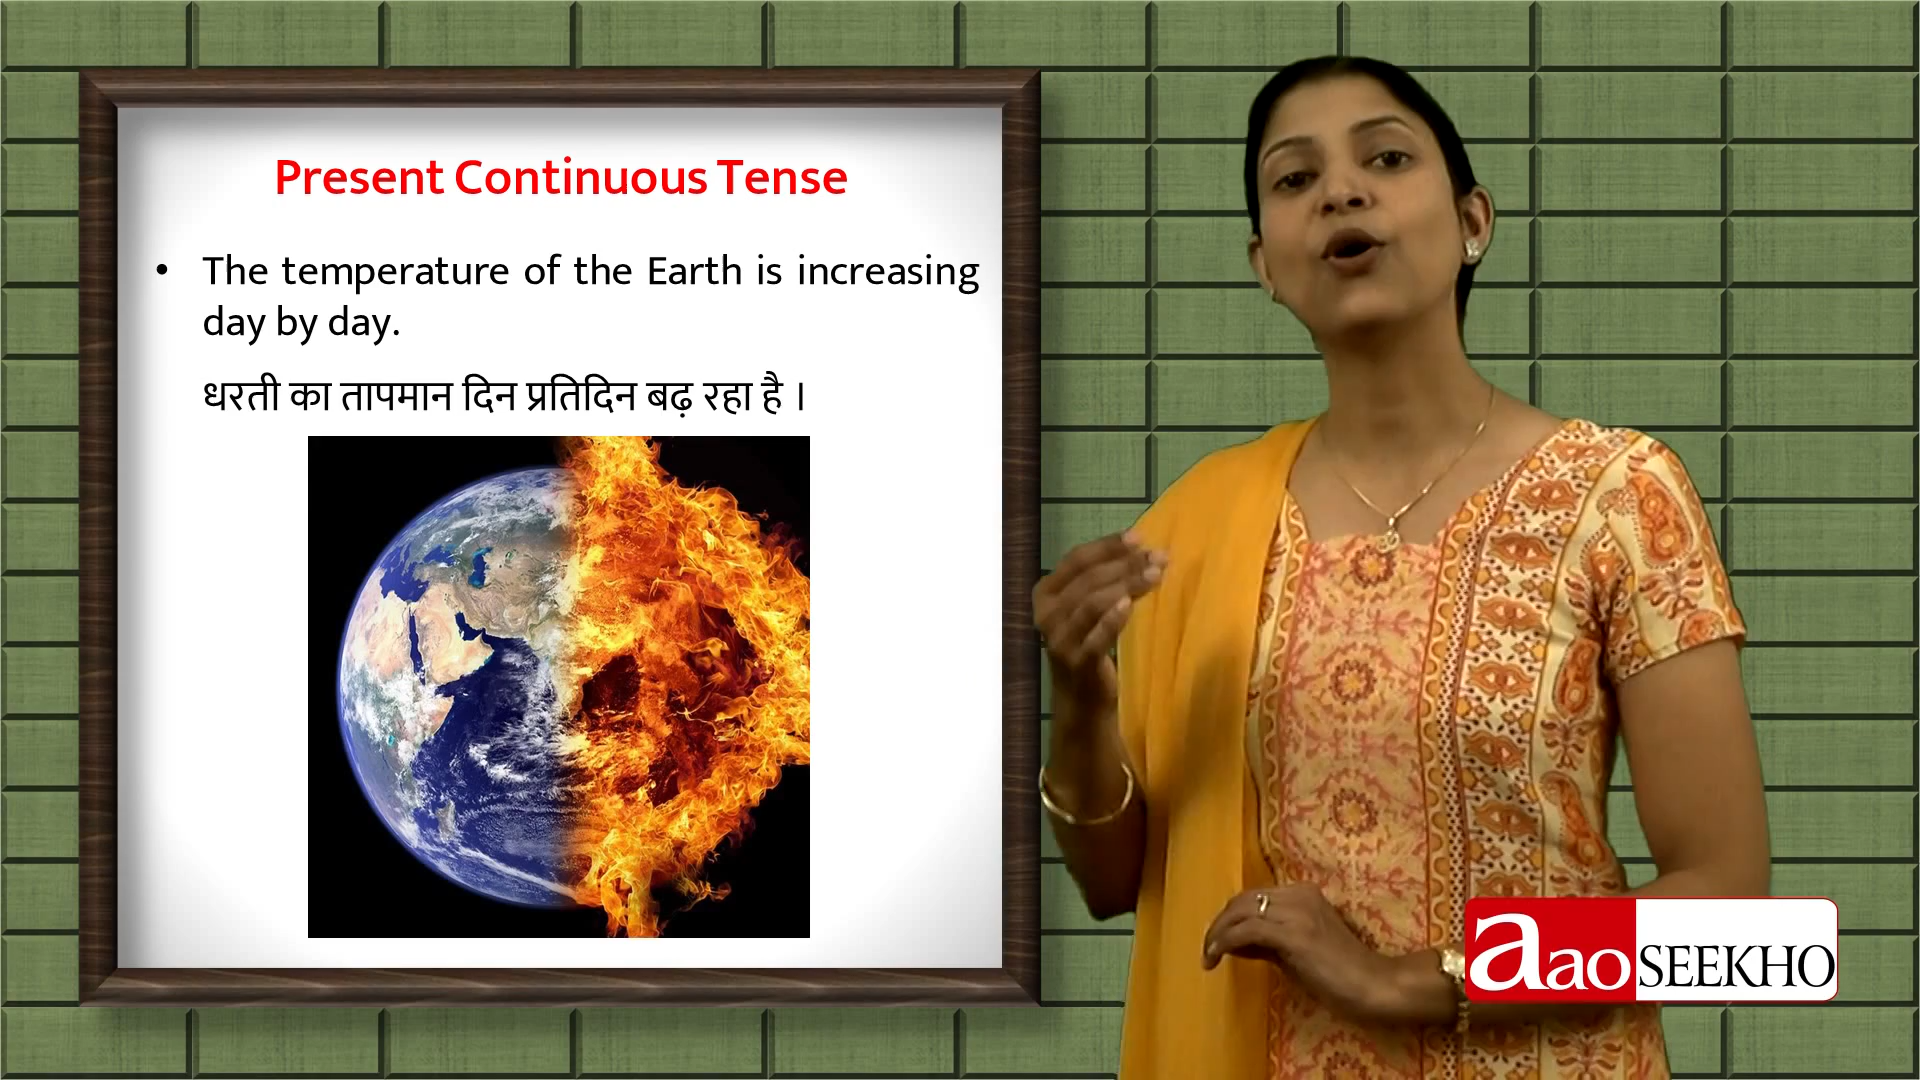 Present Continuous Tense
• The temperature of the Earth is increasing
day by day.
धरती का तापमान दिन प्रतिदिन बढ़ रहा है ।
aao SEEKHO